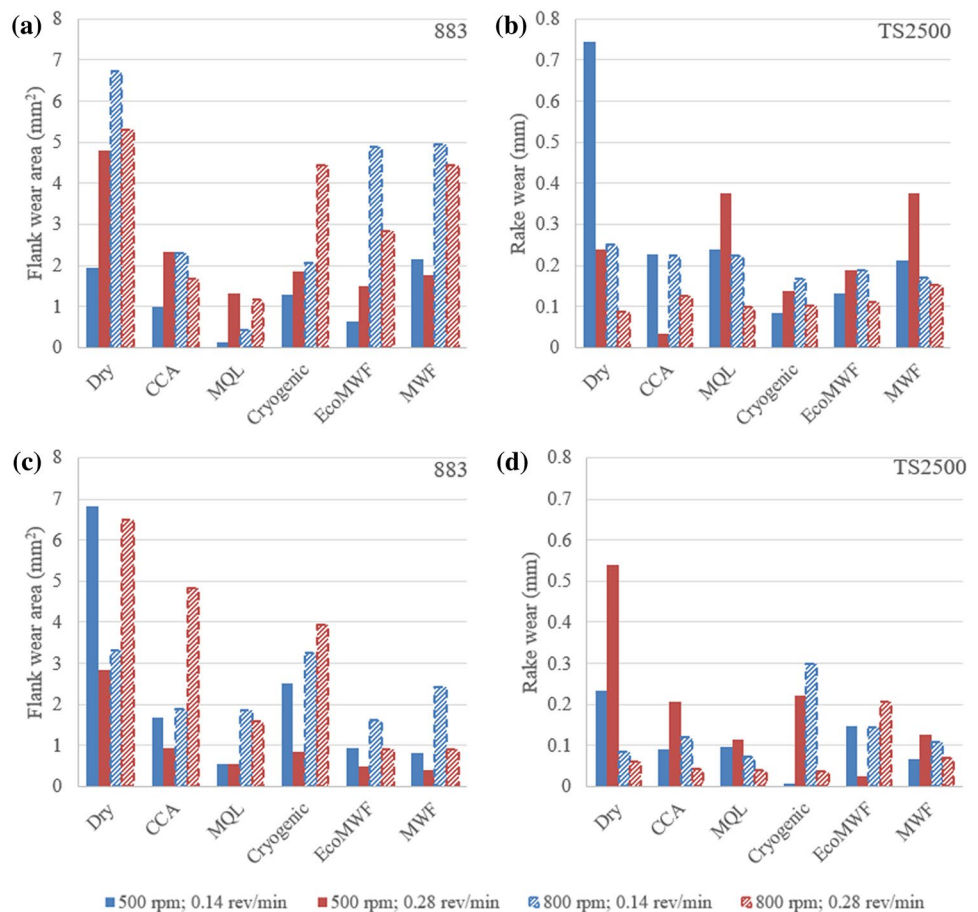 (a)
883
8
7
6
5
4
3
2
1
0
Flank wear area (mm²)
Dry
CCA
MQL
Cryogenic
EcoMWF
MWF
(b)
TS2500
0.8
0.7
0.6
0.5
0.4
0.3
0.2
0.1
0
Rake wear (mm)
Dry
CCA
MQL
Cryogenic
EcoMWF
MWF
(c)
883
8
7
6
5
4
3
2
1
0
Flank wear area (mm²)
Dry
CCA
MQL
Cryogenic
EcoMWF
MWF
(d)
TS2500
0.8
0.7
0.6
0.5
0.4
0.3
0.2
0.1
0
Rake wear (mm)
Dry
CCA
MQL
Cryogenic
EcoMWF
MWF
500 rpm; 0.14 rev/min 500 rpm; 0.28 rev/min 800 rpm; 0.14 rev/min 800 rpm; 0.28 rev/min